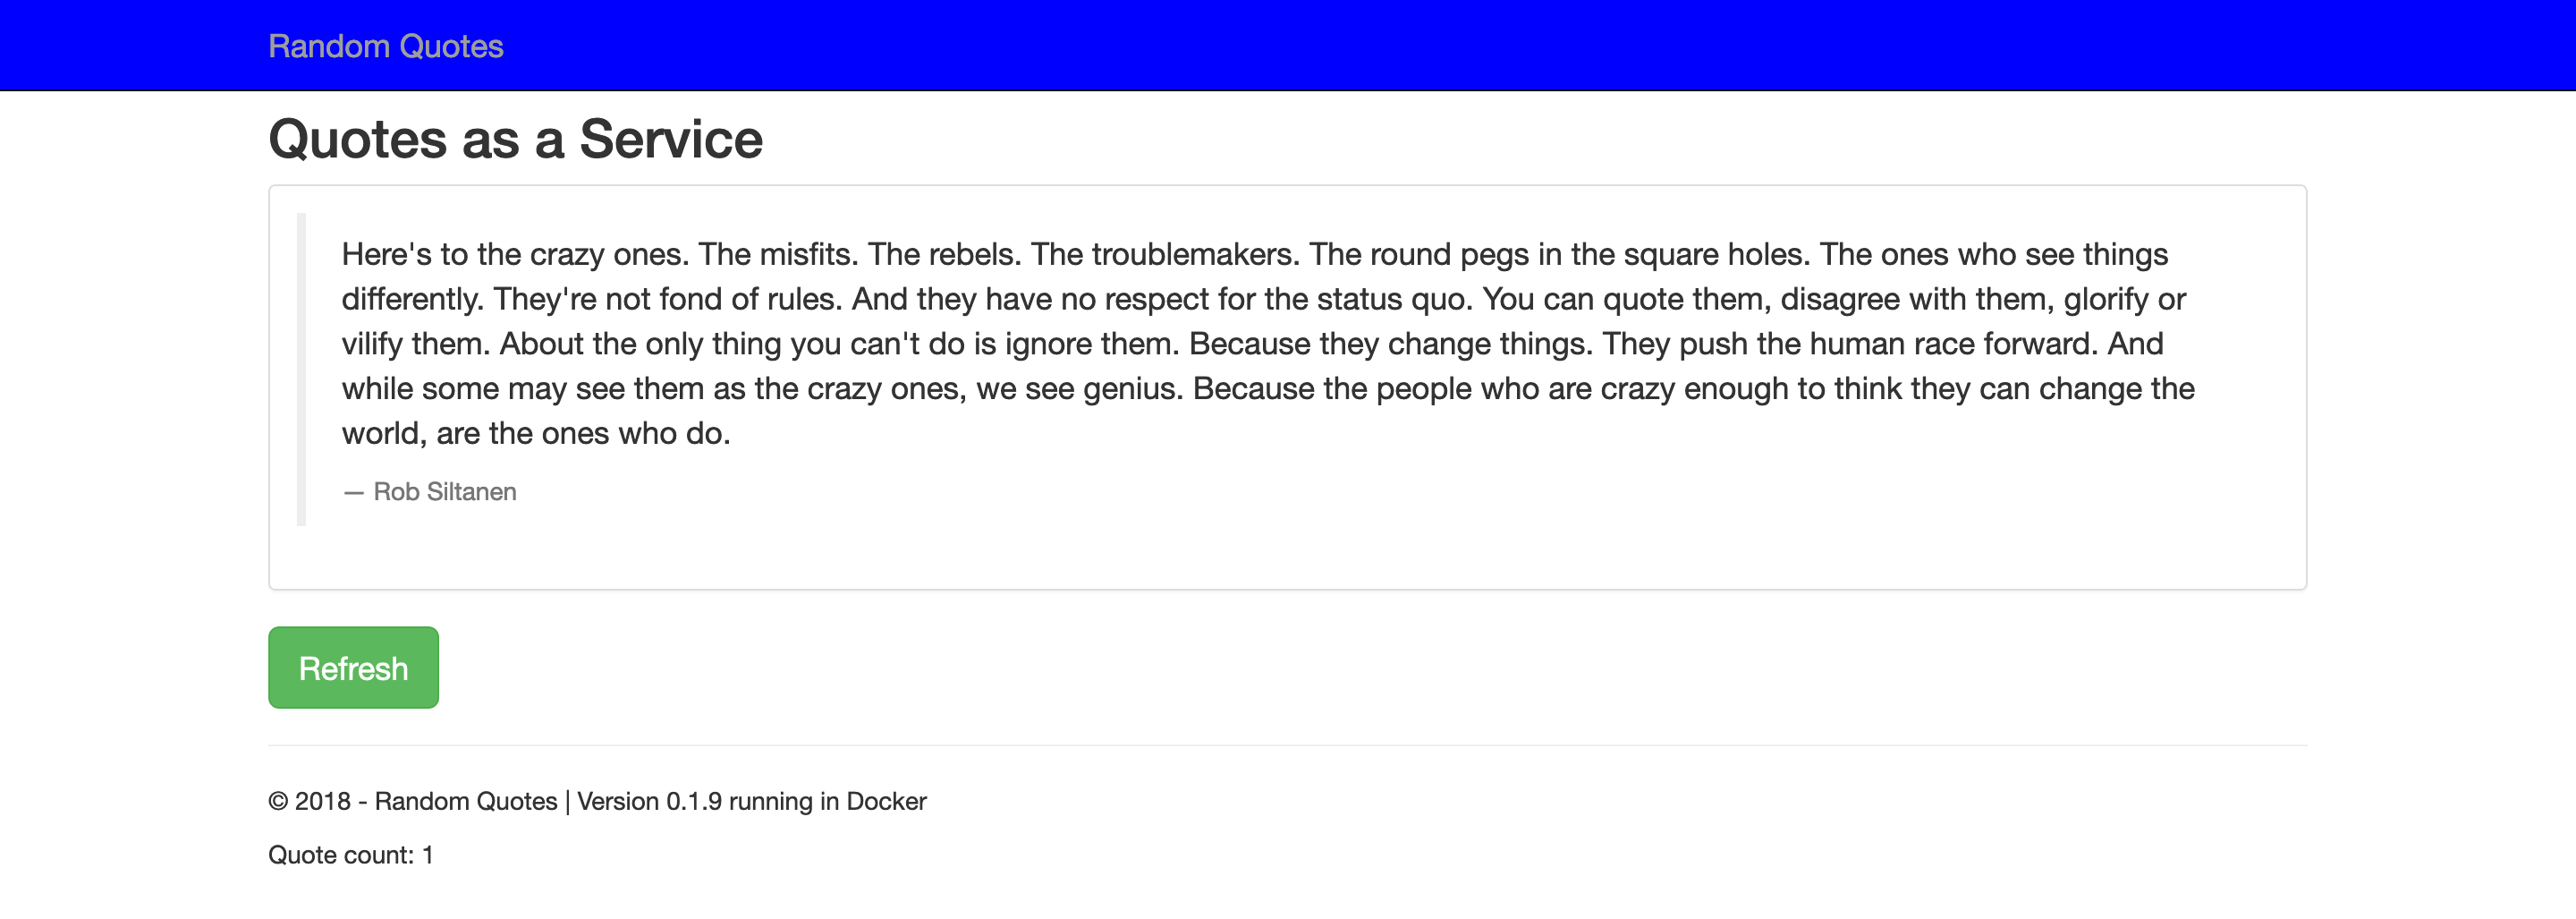 Random Quotes
Quotes as a Service
Here's to the crazy ones. The misfits. The rebels. The troublemakers. The round pegs in the square holes. The ones who see things
differently. They're not fond of rules. And they have no respect for the status quo. You can quote them, disagree with them, glorify or
vilify them. About the only thing you can't do is ignore them. Because they change things. They push the human race forward. And
while some may see them as the crazy ones, we see genius. Because the people who are crazy enough to think they can change the
world, are the ones who do.
— Rob Siltanen
Refresh
© 2018 - Random Quotes | Version 0.1.9 running in Docker
Quote count: 1